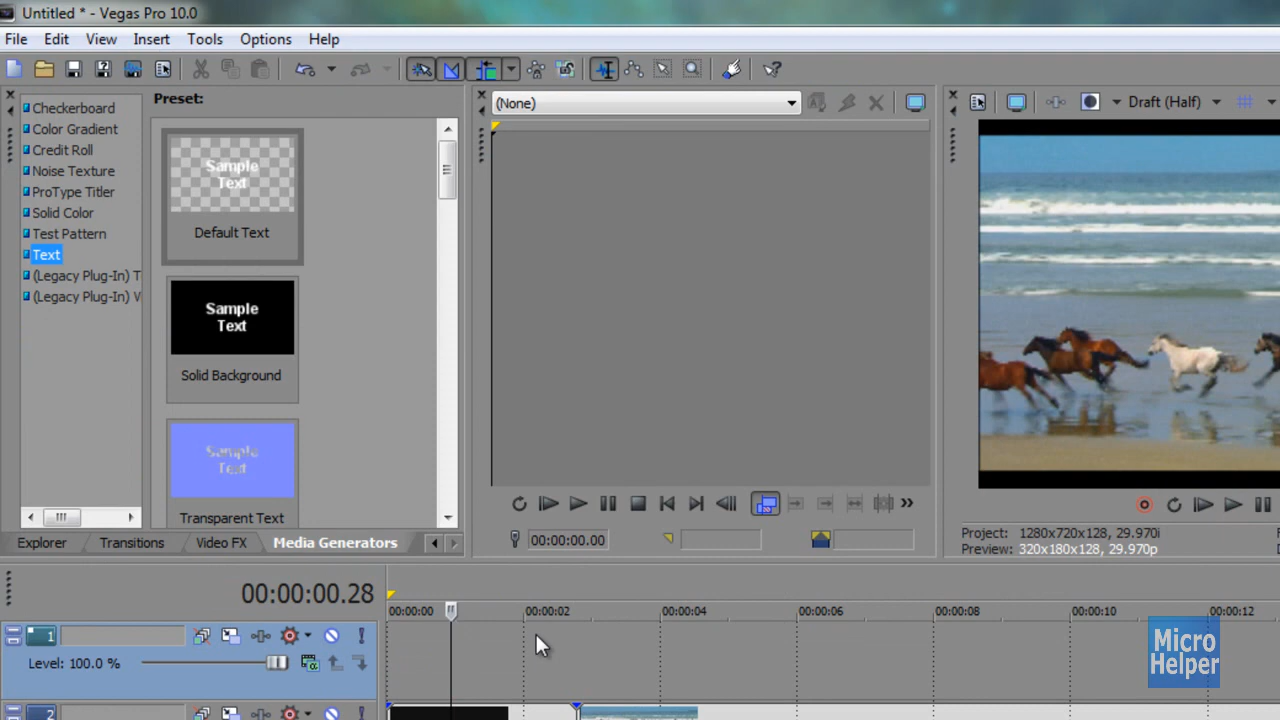 Untitled * - Vegas Pro 10.0
File Edit View Insert Tools Options Help
Preset:
(None)
Draft (Half)
Checkerboard
Color Gradient
Credit Roll
Noise Texture
ProType Titler
Solid Color
Test Pattern
Text
(Legacy Plug-In) T
(Legacy Plug-In)
Sample
Text
Default Text
Sample
Text
Solid Background
Sample
Text
Transparent Text
Explorer Transitions Video FX Media Generators
00:00:00.00
Project: 1280x720x128, 29.970i
Preview: 320x180x128, 29.970p
00:00:00.28
00:00:00 00:00:02 00:00:04 00:00:06 00:00:08 00:00:10 00:00:12
1
Level: 100.0 %
2
Micro
Helper